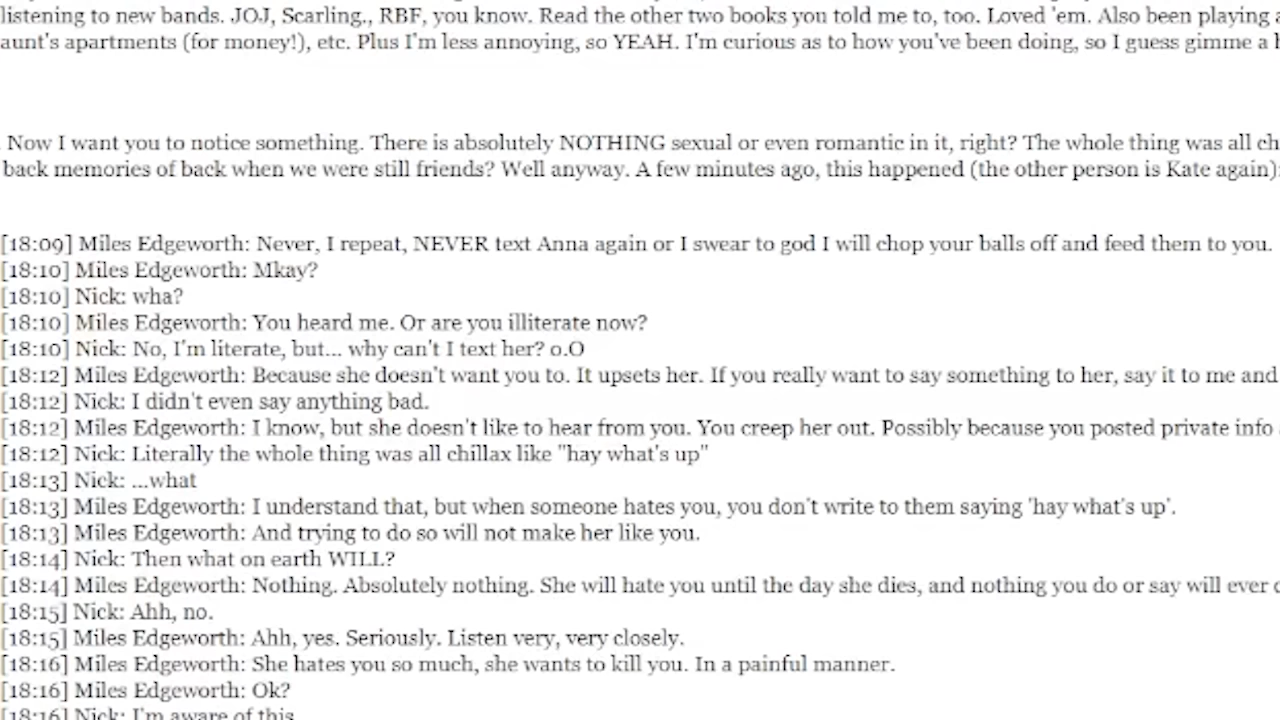 listening to new bands. JOJ, Scarling., RBF, you know. Read the other two books you told me to, too. Loved 'em. Also been playing
aunt's apartments (for money!), etc. Plus I'm less annoying, so YEAH. I'm curious as to how you've been doing, so I guess gimme a
Now I want you to notice something. There is absolutely NOTHING sexual or even romantic in it, right? The whole thing was all ch
back memories of back when we were still friends? Well anyway. A few minutes ago, this happened (the other person is Kate again):
[18:09] Miles Edgeworth: Never, I repeat, NEVER text Anna again or I swear to god I will chop your balls off and feed them to you.
[18:10] Miles Edgeworth: Mkay?
[18:10] Nick: wha?
[18:10] Miles Edgeworth: You heard me. Or are you illiterate now?
[18:10] Nick: No, I'm literate, but... why can't I text her? o.O
[18:12] Miles Edgeworth: Because she doesn't want you to. It upsets her. If you really want to say something to her, say it to me and
[18:12] Nick: I didn't even say anything bad.
[18:12] Miles Edgeworth: I know, but she doesn't like to hear from you. You creep her out. Possibly because you posted private info
[18:12] Nick: Literally the whole thing was all chillax like "hay what's up"
[18:13] Nick: ...what
[18:13] Miles Edgeworth: I understand that, but when someone hates you, you don't write to them saying 'hay what's up'.
[18:13] Miles Edgeworth: And trying to do so will not make her like you.
[18:14] Nick: Then what on earth WILL?
[18:14] Miles Edgeworth: Nothing. Absolutely nothing. She will hate you until the day she dies, and nothing you do or say will ever
[18:15] Nick: Ahh, no.
[18:15] Miles Edgeworth: Ahh, yes. Seriously. Listen very, very closely.
[18:16] Miles Edgeworth: She hates you so much, she wants to kill you. In a painful manner.
[18:16] Miles Edgeworth: Ok?
[18:16] Nick: I'm aware of this